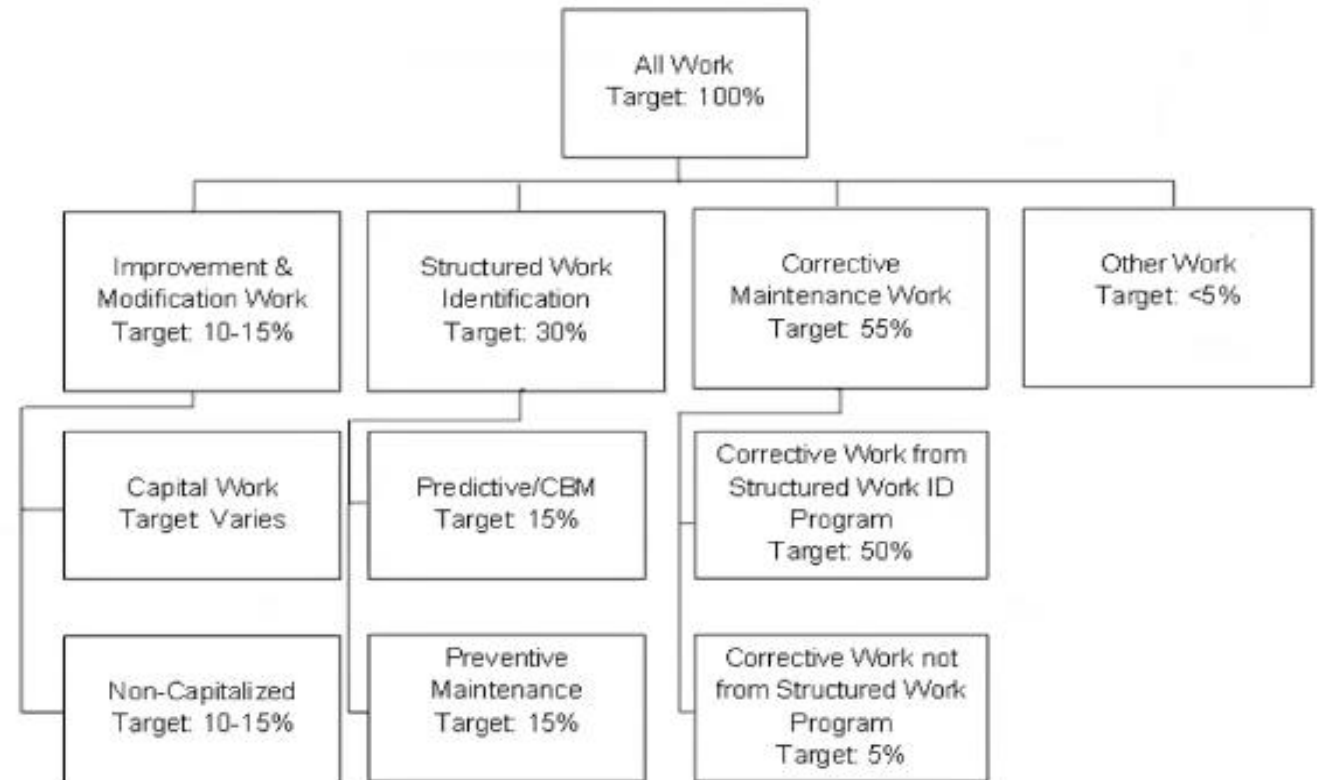 All Work
Target: 100%
Improvement &
Modification Work
Target: 10-15%
Structured Work
Identification
Target: 30%
Corrective
Maintenance Work
Target: 55%
Other Work
Target: <5%
Capital Work
Target: Varies
Predictive/CBM
Target: 15%
Corrective Work from
Structured Work ID
Program
Target: 50%
Non-Capitalized
Target: 10-15%
Preventive
Maintenance
Target: 15%
Corrective Work not
from Structured Work
Program
Target: 5%